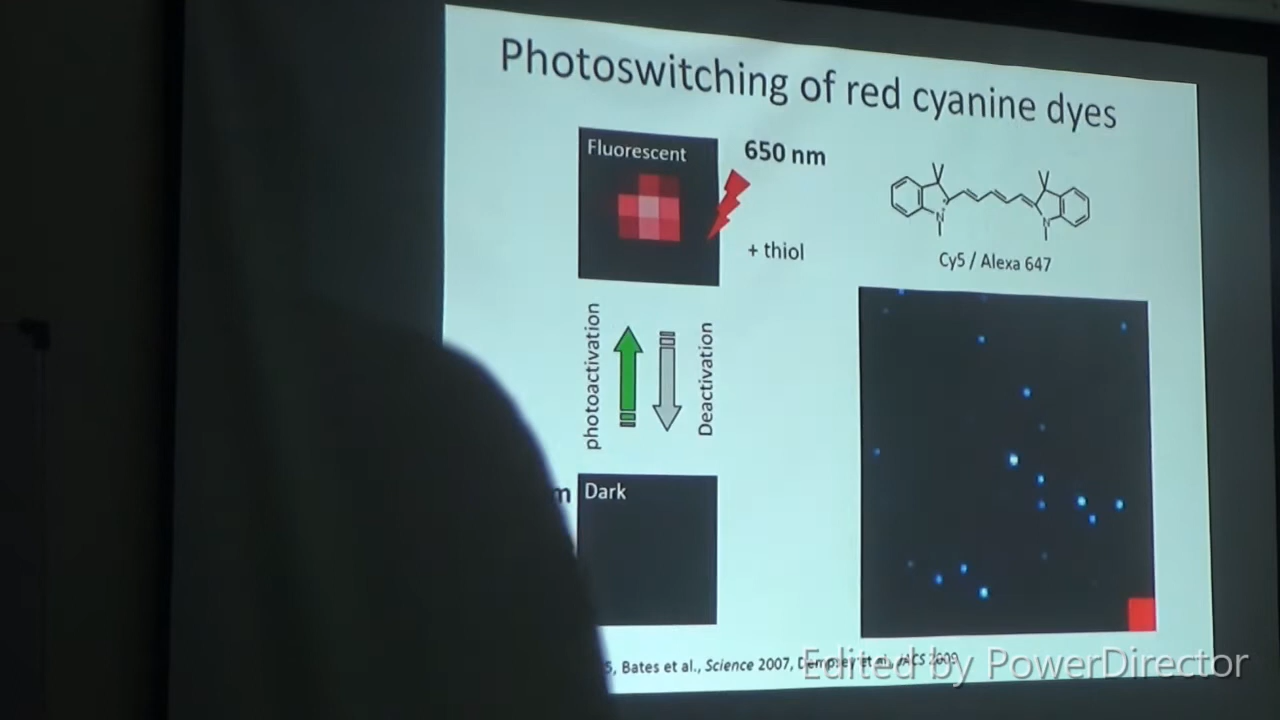 Photoswitching of red cyanine dyes
Fluorescent
650 nm
+ thiol
Cy5 / Alexa 647
photoactivation
Deactivation
Dark
Bates et al., Science 2007, Dempsey et al. JACS 2009
N
N
Edited by PowerDirector